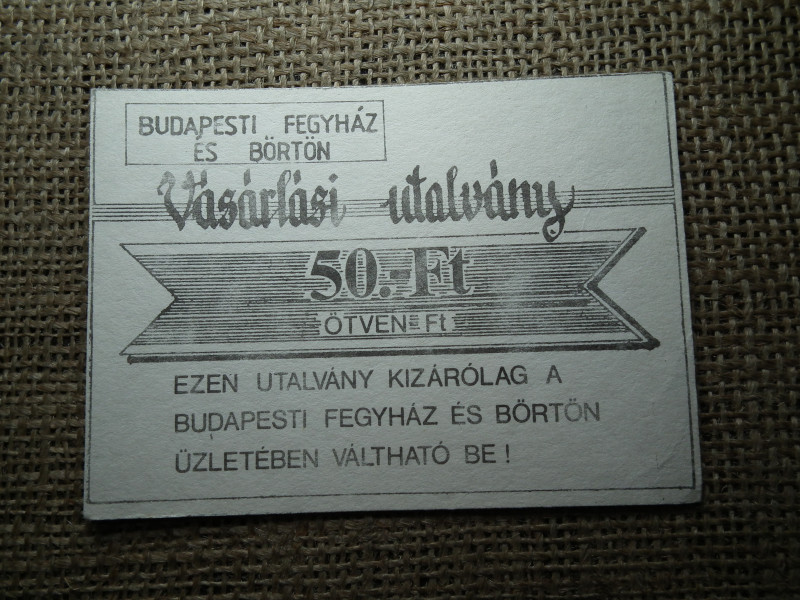 BUDAPESTI FEGYHÁZ
ÉS BÖRTÖN
Vásárlási utalvány
50.-Ft
ÖTVEN Ft
EZEN UTALVÁNY KIZÁRÓLAG A
BUDAPESTI FEGYHÁZ ÉS BÖRTÖN
ÜZLETÉBEN VÁLTHATÓ BE!